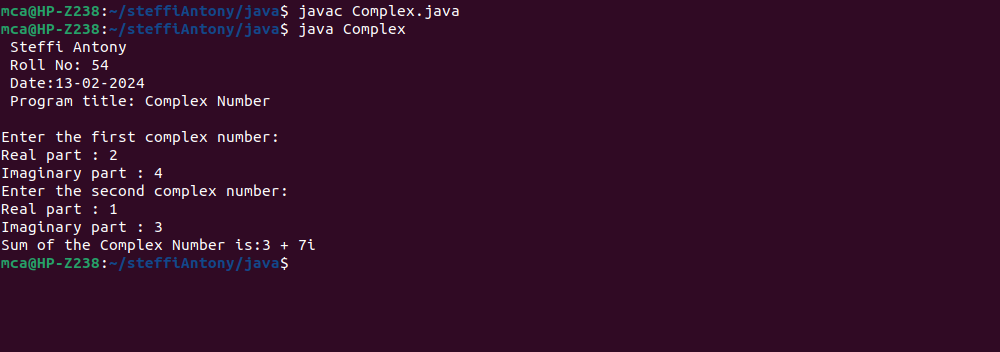 mca@HP-Z238:~/steffiAntony/java$ javac Complex.java
mca@HP-Z238:~/steffiAntony/java$ java Complex
Steffi Antony
Roll No: 54
Date:13-02-2024
Program title: Complex Number
Enter the first complex number:
Real part : 2
Imaginary part : 4
Enter the second complex number:
Real part : 1
Imaginary part : 3
Sum of the Complex Number is:3 + 7i
mca@HP-Z238:~/steffiAntony/java$